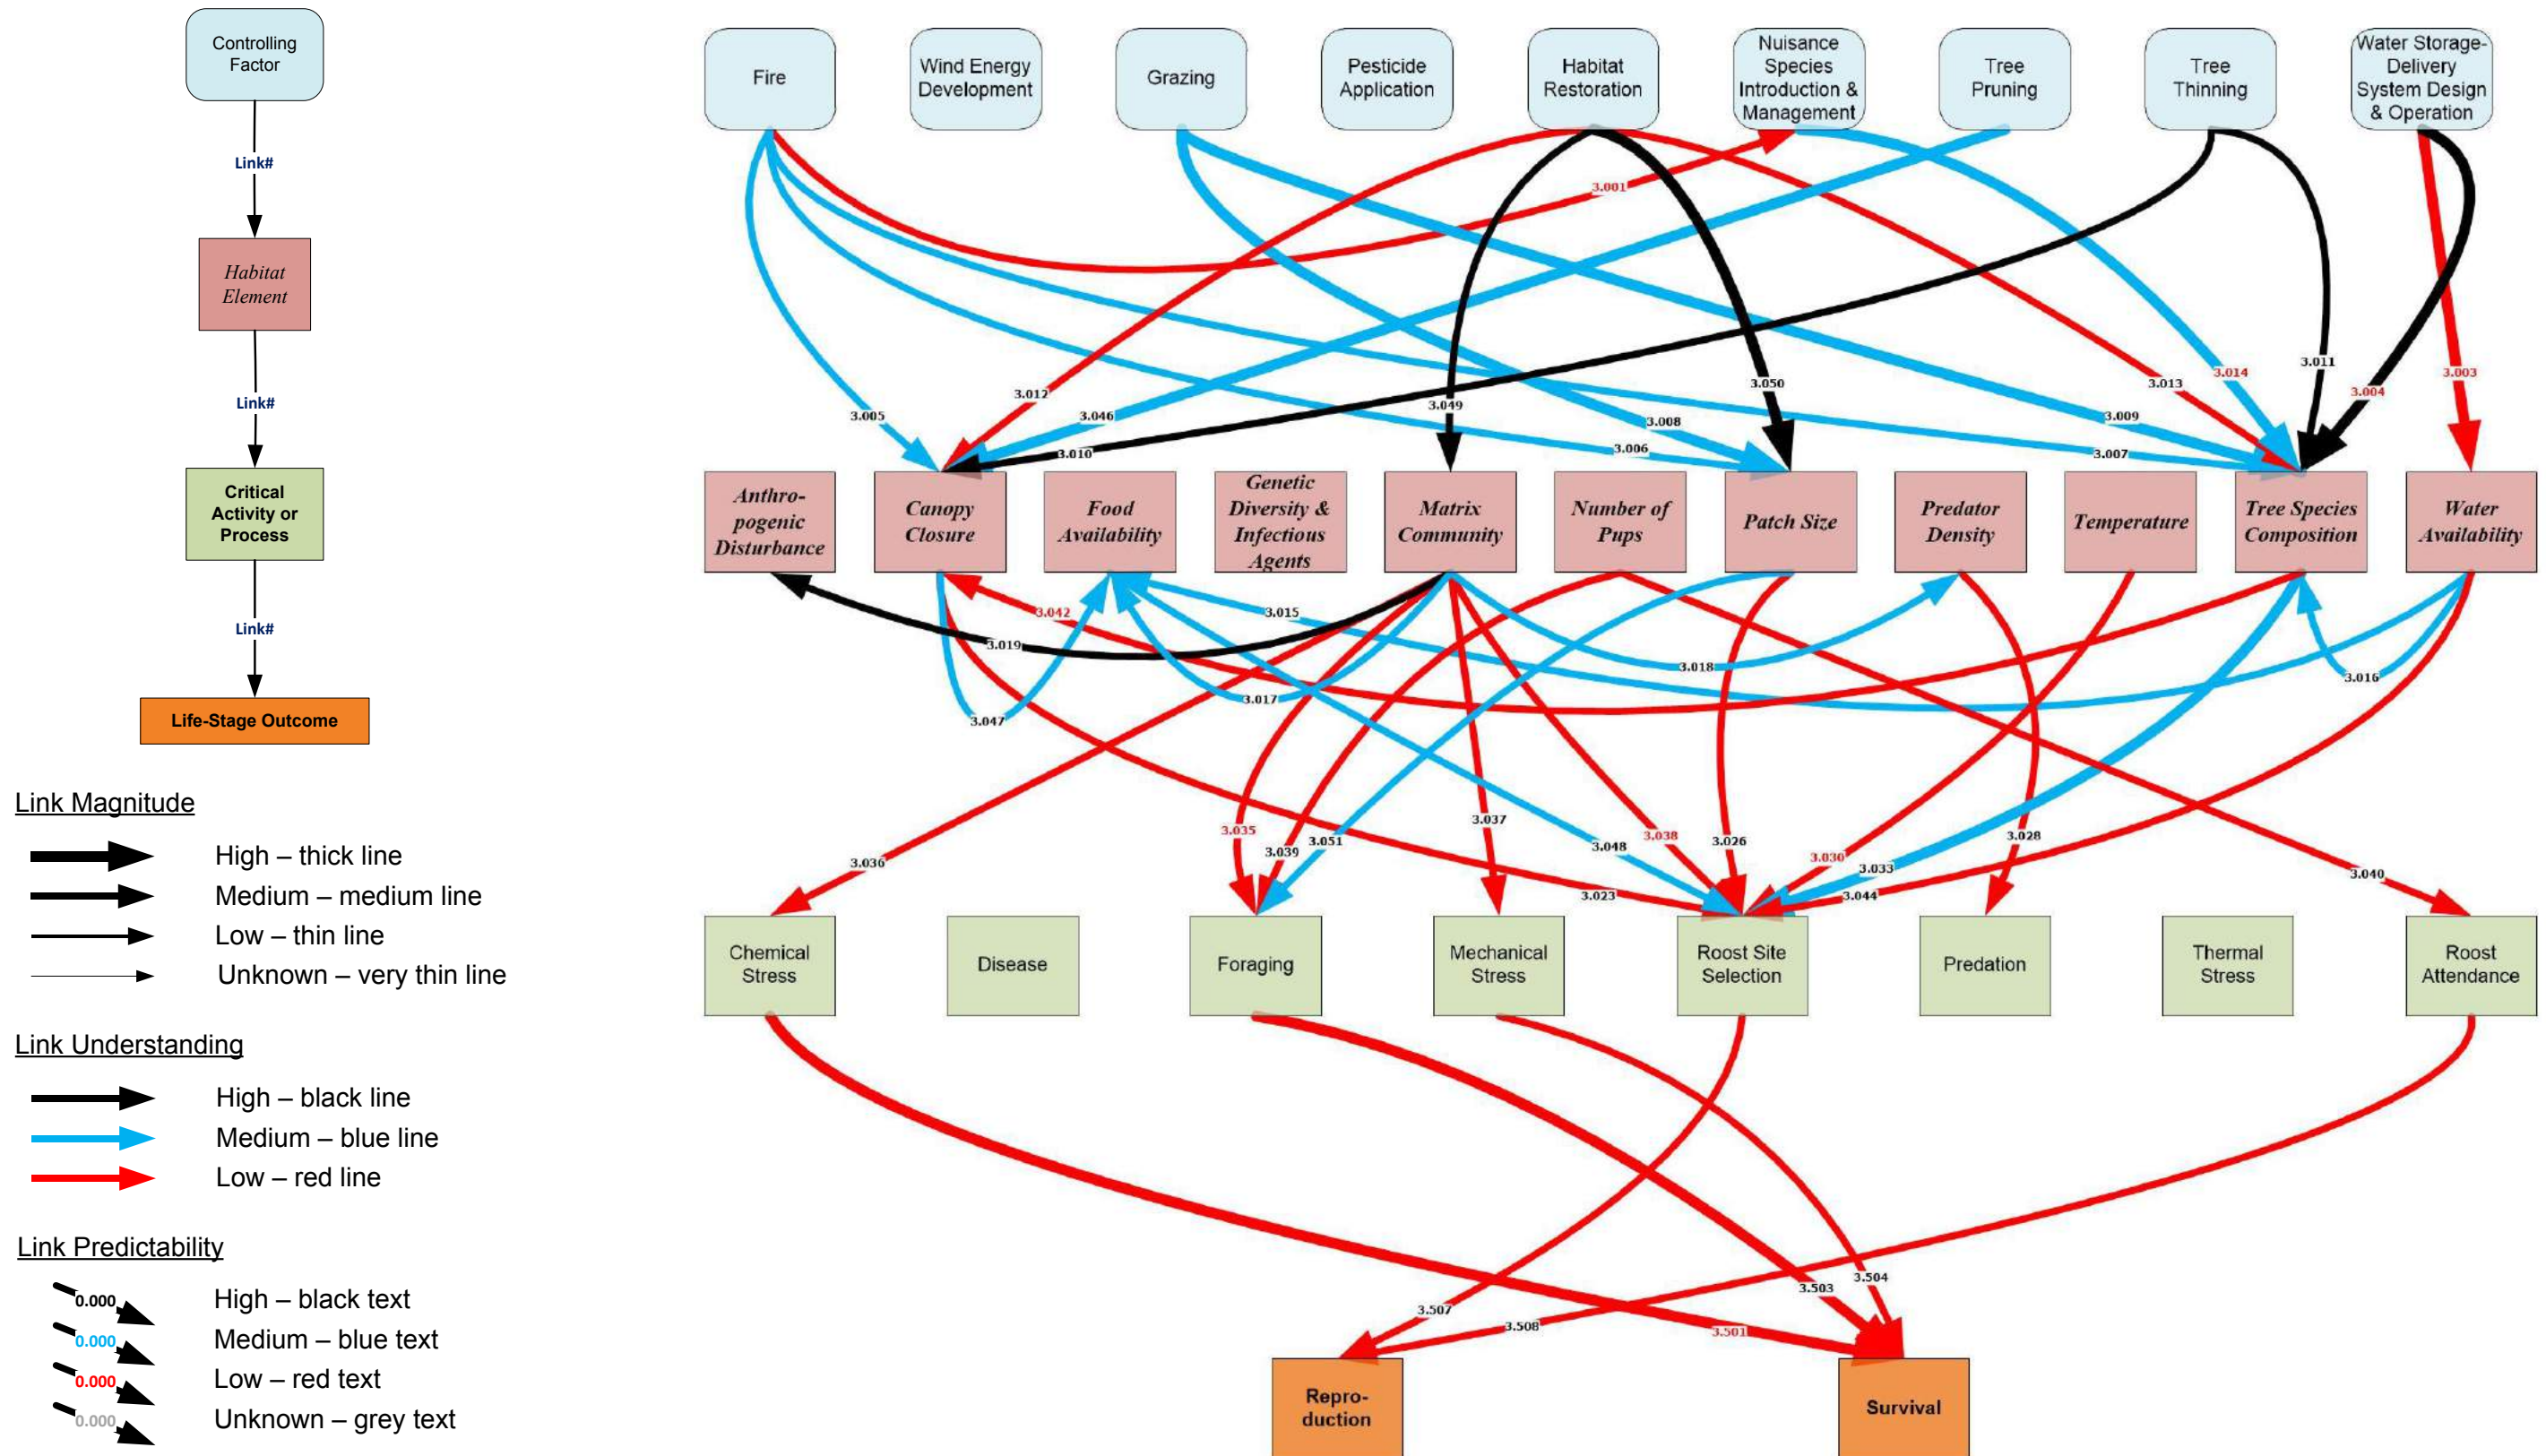 Controlling
Factor
Link#
Habitat
Element
Link#
Critical
Activity or
Process
Link#
Life-Stage Outcome
Link Magnitude
High – thick line
Medium – medium line
Low – thin line
Unknown – very thin line
Link Understanding
High – black line
Medium – blue line
Low – red line
Link Predictability
0.000
High – black text
0.000
Medium – blue text
0.000
Low – red text
0.000
Unknown – grey text
Fire
Wind Energy
Development
Grazing
Pesticide
Application
Habitat
Restoration
Nuisance
Species
Introduction &
Management
Tree
Pruning
Tree
Thinning
Water Storage-
Delivery
System Design
& Operation
3.001
3.005
3.012
3.046
3.010
3.049
3.006
3.008
3.050
3.007
3.009
3.013
3.014
3.011
3.004
3.003
Anthro-
pogenic
Disturbance
Canopy
Closure
Food
Availability
Genetic
Diversity &
Infectious
Agents
Matrix
Community
Number of
Pups
Patch Size
Predator
Density
Temperature
Tree Species
Composition
Water
Availability
3.042
3.015
3.019
3.047
3.017
3.018
3.016
3.036
3.035
3.039
3.051
3.037
3.048
3.023
3.038
3.026
3.030
3.033
3.044
3.028
3.040
Chemical
Stress
Disease
Foraging
Mechanical
Stress
Roost Site
Selection
Predation
Thermal
Stress
Roost
Attendance
3.507
3.508
3.501
3.503
3.504
Repro-
duction
Survival